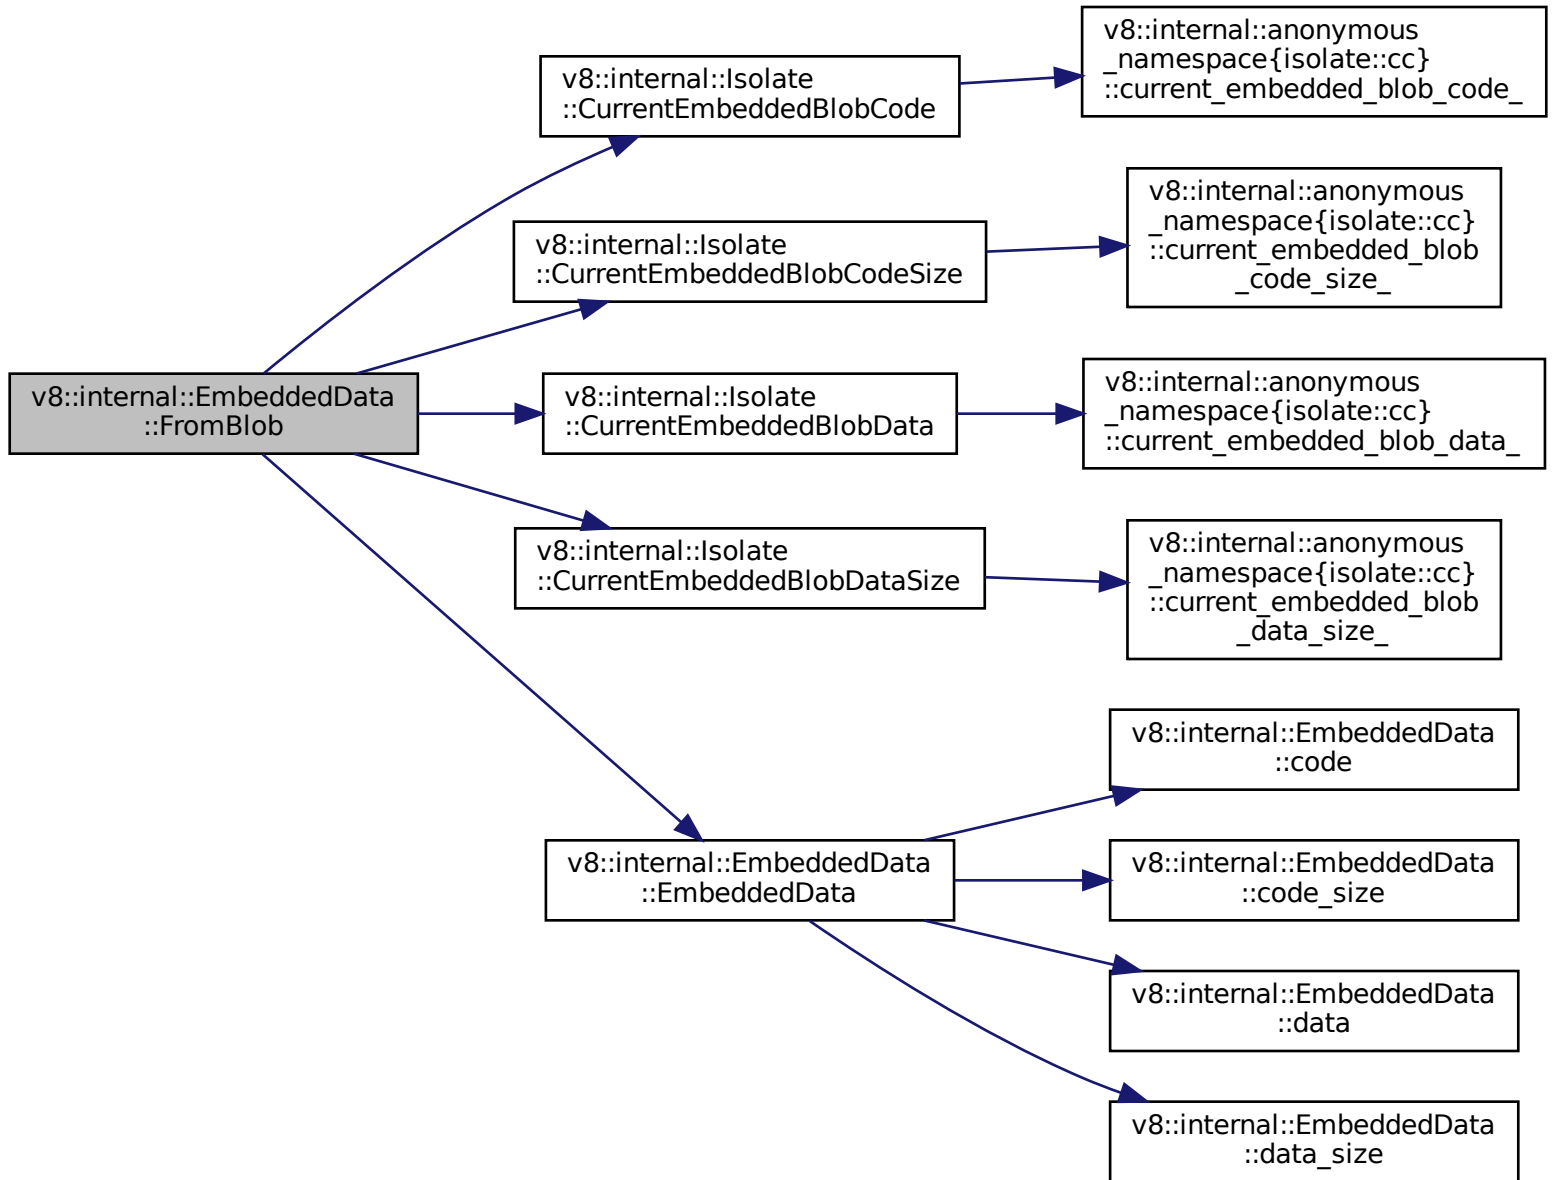 v8::internal::EmbeddedData
::FromBlob
v8::internal::Isolate
::CurrentEmbeddedBlobCode
v8::internal::anonymous
_namespace{isolate::cc}
::current_embedded_blob_code_
v8::internal::Isolate
::CurrentEmbeddedBlobCodeSize
v8::internal::anonymous
_namespace{isolate::cc}
::current_embedded_blob
_code_size_
v8::internal::Isolate
::CurrentEmbeddedBlobData
v8::internal::anonymous
_namespace{isolate::cc}
::current_embedded_blob_data_
v8::internal::Isolate
::CurrentEmbeddedBlobDataSize
v8::internal::anonymous
_namespace{isolate::cc}
::current_embedded_blob
_data_size_
v8::internal::EmbeddedData
::EmbeddedData
v8::internal::EmbeddedData
::code
v8::internal::EmbeddedData
::code_size
v8::internal::EmbeddedData
::data
v8::internal::EmbeddedData
::data_size